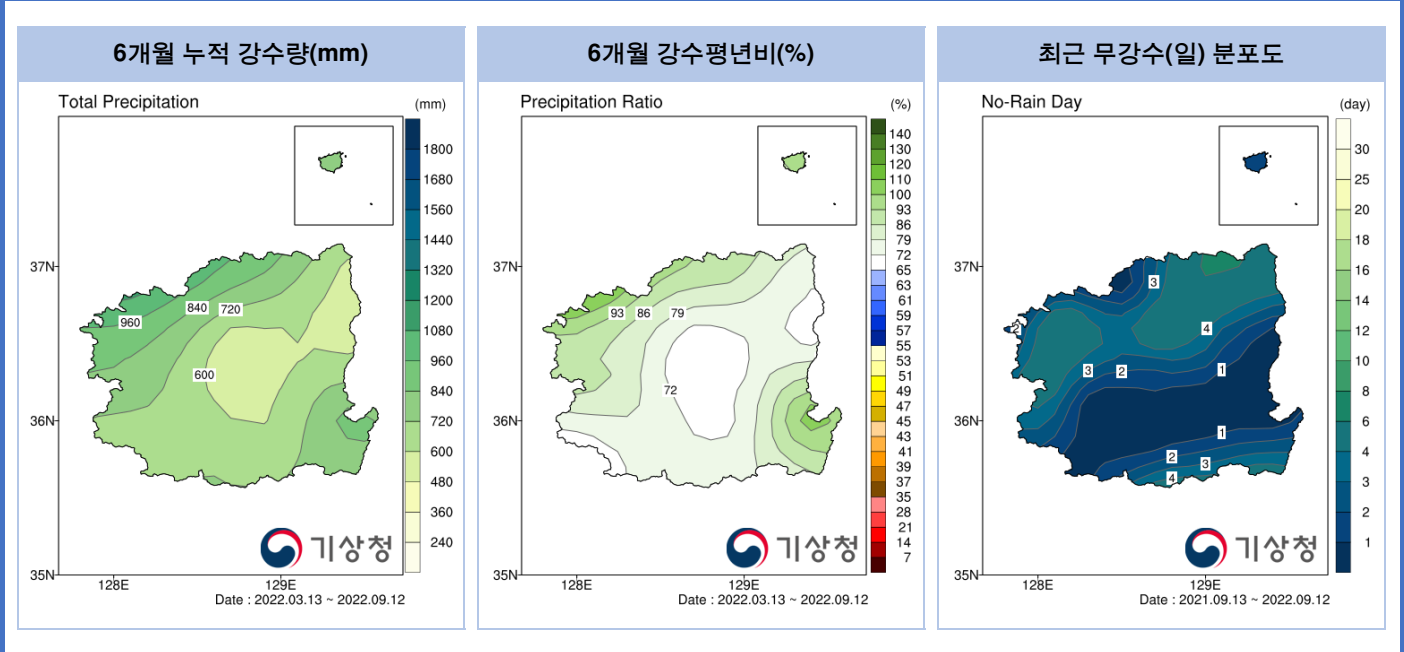 6개월 누적 강수량(mm)
Total Precipitation
(mm)
1800
1680
1560
1440
1320
1200
1080
960
840
720
600
480
360
240
37N
36N
35N
128E
129E
960
840
720
600
기상청
Date : 2022.03.13 ~ 2022.09.12
6개월 강수평년비(%)
Precipitation Ratio
(%)
140
130
120
110
100
93
86
79
72
65
63
61
59
57
55
53
51
49
47
45
43
41
39
37
35
28
21
14
7
37N
36N
35N
128E
129E
93
86
79
72
기상청
Date : 2022.03.13 ~ 2022.09.12
최근 무강수(일) 분포도
No-Rain Day
(day)
30
25
20
18
16
14
12
10
8
6
4
3
2
1
37N
36N
35N
128E
129E
3
2
4
3
2
1
1
2
3
4
기상청
Date : 2021.09.13 ~ 2022.09.12